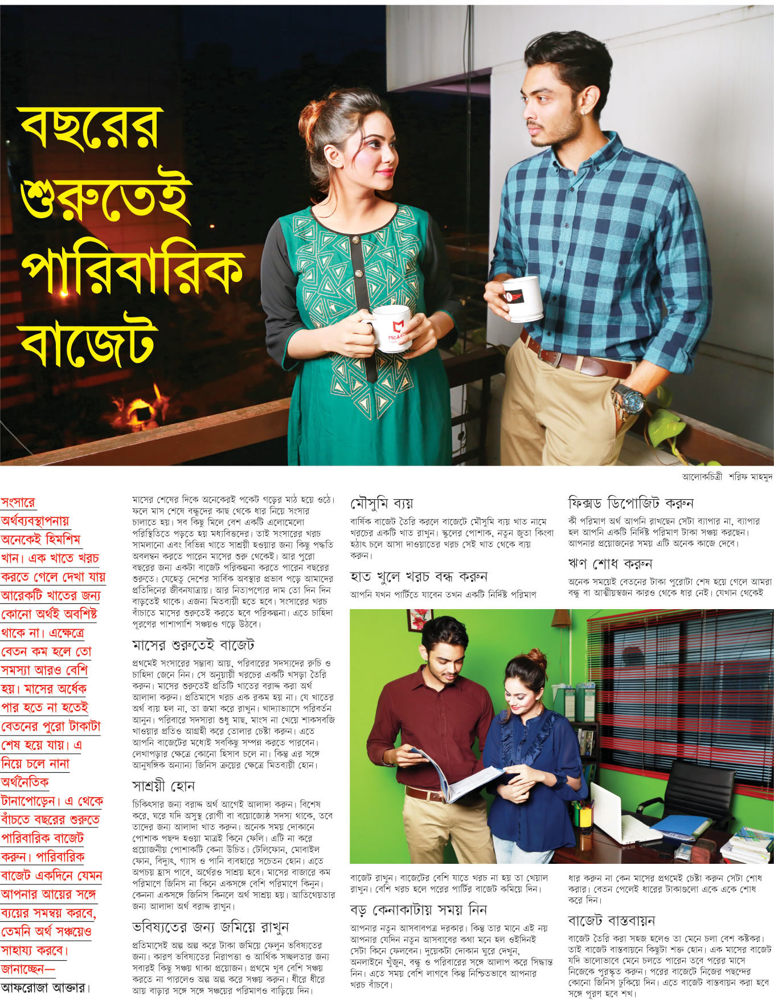 বছরের
শুরুতেই
পারিবারিক
বাজেট
McA
আলোকচিত্রী শরিফ মাহমুদ
সংসারে
অর্থব্যবস্থাপনায়
অনেকেই হিমশিম
খান। এক খাতে খরচ
করতে গেলে দেখা যায়
আরেকটি খাতের জন্য
কোনো অর্থই অবশিষ্ট
থাকে না। এক্ষেত্রে
বেতন কম হলে তো
সমস্যা আরও বেশি
হয়। মাসের অর্ধেক
পার হতে না হতেই
বেতনের পুরো টাকাটা
শেষ হয়ে যায়। এ
নিয়ে চলে নানা
অর্থনৈতিক
টানাপোড়েন। এ থেকে
বাঁচতে বছরের শুরুতে
পারিবারিক বাজেট
করুন। পারিবারিক
বাজেট একদিনে যেমন
আপনার আয়ের সঙ্গে
ব্যয়ের সমন্বয় করবে,
তেমনি অর্থ সঞ্চয়েও
সাহায্য করবে।
জানাচ্ছেন—
আফরোজা আক্তার।
মাসের শেষের দিকে অনেকেরই পকেট গড়ের মাঠ হয়ে ওঠে।
ফলে মাস শেষে বন্ধুদের কাছ থেকে ধার নিয়ে সংসার
চালাতে হয়। সব কিছু মিলে বেশ একটি এলোমেলো
পরিস্থিতিতে পড়তে হয় মধ্যবিত্তদের। তাই সংসারের খরচ
সামলানো এবং বিভিন্ন খাতে সাশ্রয়ী হওয়ার জন্য কিছু পদ্ধতি
অবলম্বন করতে পারেন মাসের শুরু থেকেই। আর পুরো
বছরের জন্য একটা বাজেট পরিকল্পনা করতে পারেন বছরের
শুরুতে। যেহেতু দেশের সার্বিক অবস্থার প্রভাব পড়ে আমাদের
প্রতিদিনের জীবনযাত্রায়। আর নিত্যপণ্যের দাম তো দিন দিন
বাড়তেই থাকে। এজন্য মিতব্যয়ী হতে হবে। সংসারের খরচ
বাঁচাতে মাসের শুরুতেই করতে হবে পরিকল্পনা। এতে চাহিদা
পূরণের পাশাপাশি সঞ্চয়ও গড়ে উঠবে।
মাসের শুরুতেই বাজেট
প্রথমেই সংসারের সম্ভাব্য আয়, পরিবারের সদস্যদের রুচি ও
চাহিদা জেনে নিন। সে অনুযায়ী খরচের একটি খসড়া তৈরি
করুন। মাসের শুরুতেই প্রতিটি খাতের বরাদ্দ করা অর্থ
আলাদা করুন। প্রতিমাসে খরচ এক রকম হয় না। যে খাতের
অর্থ ব্যয় হল না, তা জমা করে রাখুন। খাদ্যাভ্যাসে পরিবর্তন
আনুন। পরিবারে সদস্যরা শুধু মাছ, মাংস না খেয়ে শাকসবজি
খাওয়ার প্রতিও আগ্রহী করে তোলার চেষ্টা করুন। এতে
আপনি বাজেটের মধ্যেই সবকিছু সম্পন্ন করতে পারবেন।
লেখাপড়ার ক্ষেত্রে কোনো হিসাব চলে না। কিন্তু এর সঙ্গে
আনুষঙ্গিক অন্যান্য জিনিস ক্রয়ের ক্ষেত্রে মিতব্যয়ী হোন।
সাশ্রয়ী হোন
চিকিৎসার জন্য বরাদ্দ অর্থ আগেই আলাদা করুন। বিশেষ
করে, ঘরে যদি অসুস্থ রোগী বা বয়োজ্যেষ্ঠ সদস্য থাকে, তবে
তাদের জন্য আলাদা খাত করুন। অনেক সময় দোকানে
পোশাক পছন্দ হওয়া মাত্রই কিনে ফেলি। এটি না করে
প্রয়োজনীয় পোশাকটি কেনা উচিত। টেলিফোন, মোবাইল
ফোন, বিদ্যুৎ, গ্যাস ও পানি ব্যবহারে সচেতন হোন। এতে
অপচয় হ্রাস পাবে, অর্থেরও সাশ্রয় হবে। মাসের বাজারে কম
পরিমাণে জিনিস না কিনে একসঙ্গে বেশি পরিমাণে কিনুন।
কেননা একসঙ্গে জিনিস কিনলে অর্থ সাশ্রয় হয়। আতিথেয়তার
জন্য আলাদা অর্থ বরাদ্দ রাখুন।
ভবিষ্যতের জন্য জমিয়ে রাখুন
প্রতিমাসেই অল্প অল্প করে টাকা জমিয়ে ফেলুন ভবিষ্যতের
জন্য। কারণ ভবিষ্যতের নিরাপত্তা ও আর্থিক সচ্ছলতার জন্য
সবারই কিছু সঞ্চয় থাকা প্রয়োজন। প্রথমে খুব বেশি সঞ্চয়
করতে না পারলেও অল্প অল্প করে সঞ্চয় করুন। ধীরে ধীরে
আয় বাড়ার সঙ্গে সঙ্গে সঞ্চয়ের পরিমাণও বাড়িয়ে দিন।
মৌসুমি ব্যয়
বার্ষিক বাজেট তৈরি করলে বাজেটে মৌসুমি ব্যয় খাত নামে
খরচের একটি খাত রাখুন। স্কুলের পোশাক, নতুন জুতা কিংবা
হঠাৎ চলে আসা দাওয়াতের খরচ সেই খাত থেকে ব্যয়
করুন।
হাত খুলে খরচ বন্ধ করুন
আপনি যখন পার্টিতে যাবেন তখন একটি নির্দিষ্ট পরিমাণ
বাজেট রাখুন। বাজেটের বেশি যাতে খরচ না হয় তা খেয়াল
রাখুন। বেশি খরচ হলে পরের পার্টির বাজেট কমিয়ে দিন।
বড় কেনাকাটায় সময় নিন
আপনার নতুন আসবাবপত্র দরকার। কিন্তু তার মানে এই নয়
আপনার যেদিন নতুন আসবাবের কথা মনে হল ওইদিনই
সেটা কিনে ফেলবেন। দুয়েকটা দোকান ঘুরে দেখুন,
অনলাইনে খুঁজুন, বন্ধু ও পরিবারের সঙ্গে আলাপ করে সিদ্ধান্ত
নিন। এতে সময় বেশি লাগবে কিন্তু নিশ্চিতভাবে আপনার
খরচ বাঁচবে।
ফিক্সড ডিপোজিট করুন
কী পরিমাণ অর্থ আপনি রাখছেন সেটা ব্যাপার না, ব্যাপার
হল আপনি একটি নির্দিষ্ট পরিমাণ টাকা সঞ্চয় করছেন।
আপনার প্রয়োজনের সময় এটি অনেক কাজে দেবে।
ঋণ শোধ করুন
অনেক সময়েই বেতনের টাকা পুরোটা শেষ হয়ে গেলে আমরা
বন্ধু বা আত্মীয়স্বজন কারও থেকে ধার নেই। যেখান থেকেই
ধার করুন না কেন মাসের প্রথমেই চেষ্টা করুন সেটা শোধ
করার। বেতন পেলেই ধারের টাকাগুলো একে একে শোধ
করে দিন।
বাজেট বাস্তবায়ন
বাজেট তৈরি করা সহজ হলেও তা মেনে চলা বেশ কষ্টকর।
তাই বাজেট বাস্তবায়নে কিছুটা শক্ত হোন। এক মাসের বাজেট
যদি ভালোভাবে মেনে চলতে পারেন তবে পরের মাসে
নিজেকে পুরস্কৃত করুন। পরের বাজেটে নিজের পছন্দের
কোনো জিনিস ঢুকিয়ে দিন। এতে বাজেট বাস্তবায়ন করা হবে
সঙ্গে পূরণ হবে শখ।